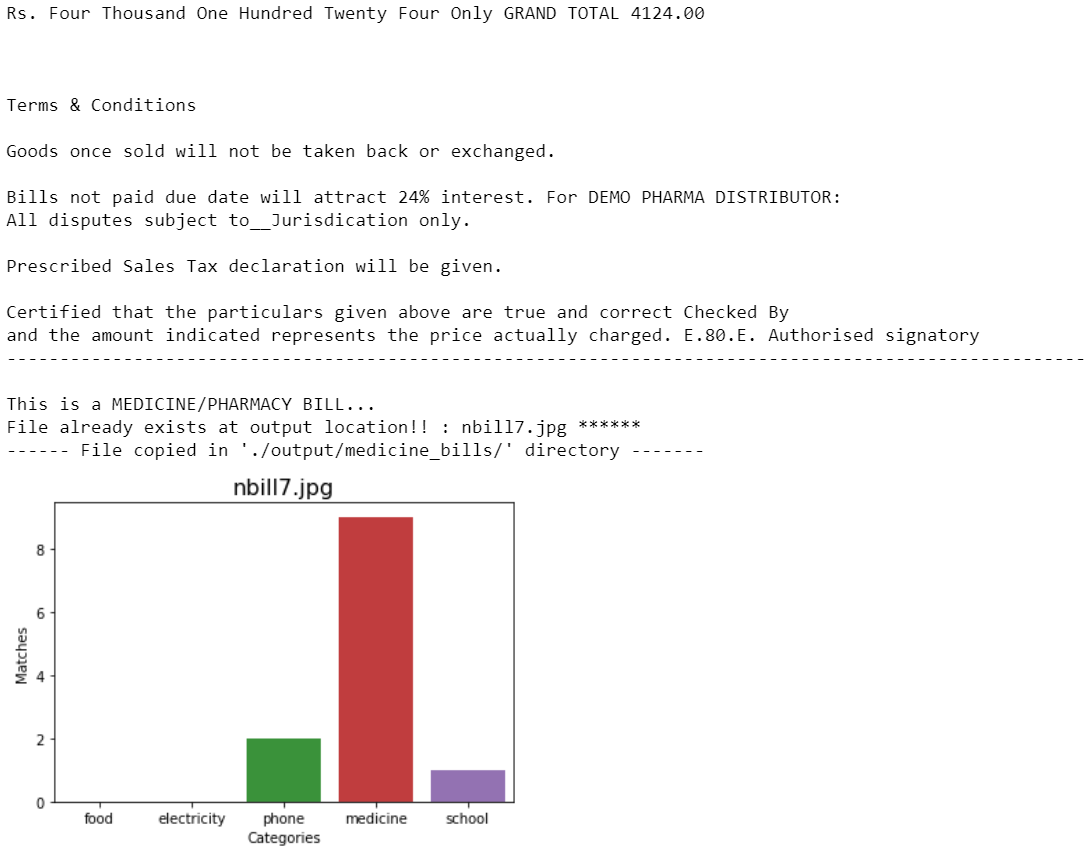 Rs. Four Thousand One Hundred Twenty Four Only GRAND TOTAL 4124.00
Terms & Conditions
Goods once sold will not be taken back or exchanged.
Bills not paid due date will attract 24% interest. For DEMO PHARMA DISTRIBUTOR:
All disputes subject to__Jurisdication only.
Prescribed Sales Tax declaration will be given.
Certified that the particulars given above are true and correct Checked By
and the amount indicated represents the price actually charged. E.80.E. Authorised signatory
------------------------------------------------------------------------------------------------------
This is a MEDICINE/PHARMACY BILL...
File already exists at output location!! : nbill7.jpg ******
------ File copied in './output/medicine_bills/' directory -------
nbill7.jpg
Matches
8
6
4
2
0
food electricity phone medicine school
Categories